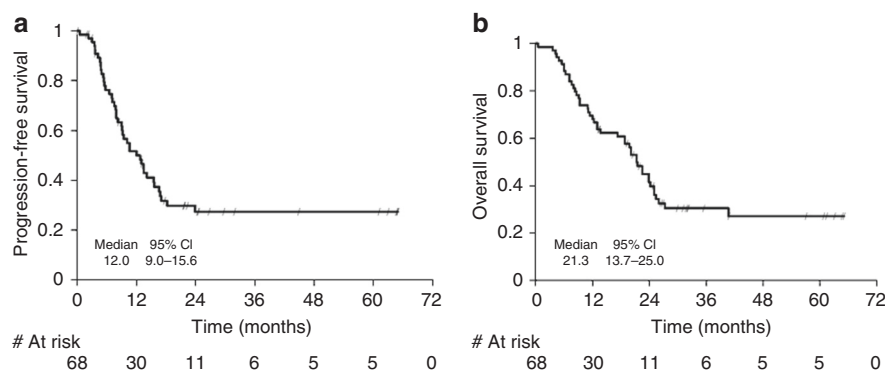 a
1
0.8
0.6
0.4
0.2
0
Progression-free survival
Median 95% CI
12.0 9.0–15.6
0 12 24 36 48 60 72
Time (months)
# At risk
68 30 11 6 5 5 0
b
1
0.8
0.6
0.4
0.2
0
Overall survival
Median 95% CI
21.3 13.7–25.0
0 12 24 36 48 60 72
Time (months)
# At risk
68 30 11 6 5 5 0